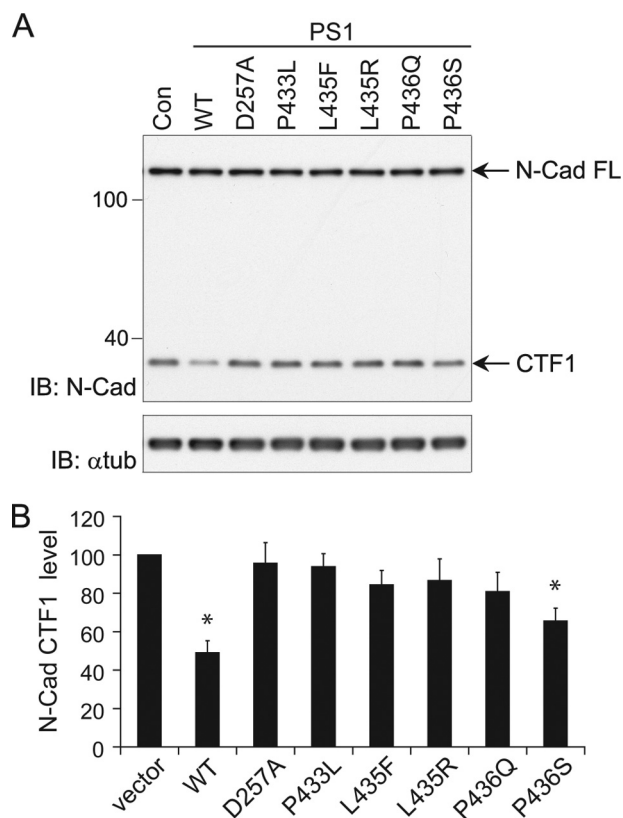 A
PS1
Con WT D257A P433L L435F L435R P436Q P436S
N-Cad FL
100
40
CTF1
IB: N-Cad
IB: αtub
B
N-Cad CTF1 level
120
100
80
60
40
20
0
*
*
vector WT D257A P433L L435F L435R P436Q P436S